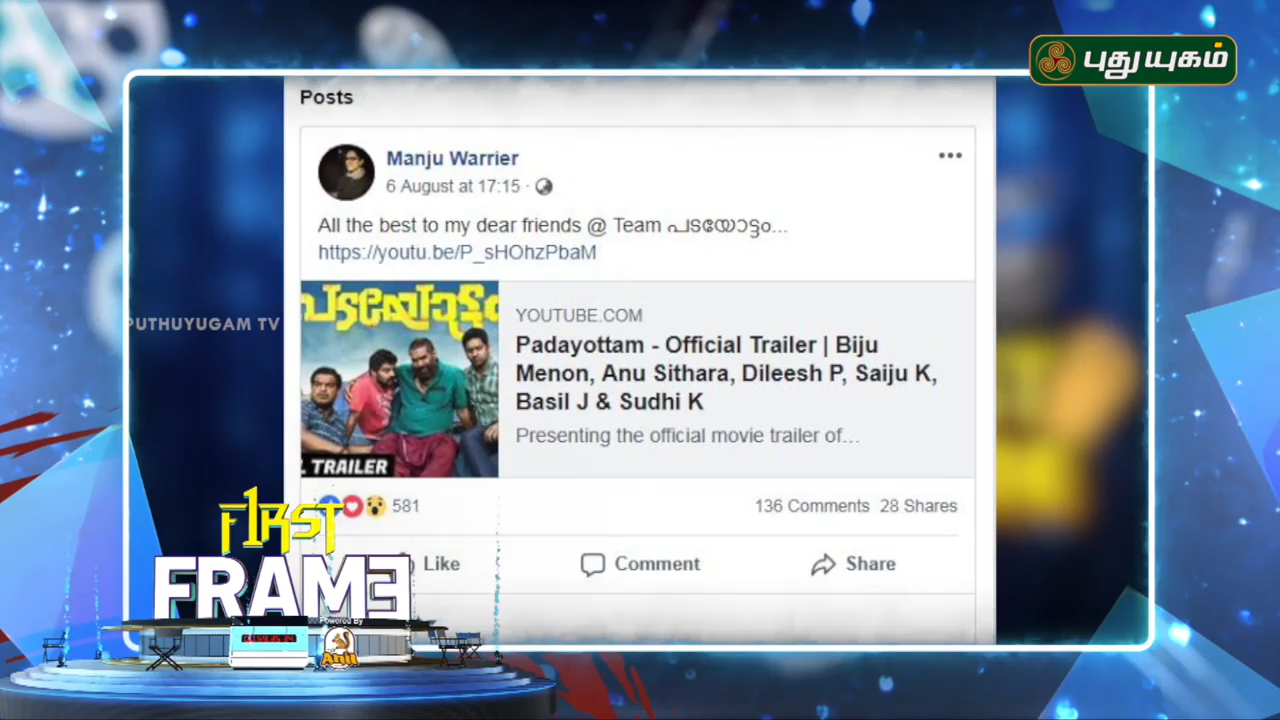 புதுயுகம்
Posts
Manju Warrier
6 August at 17:15 ·
All the best to my dear friends @ Team പടയോട്ടം...
https://youtu.be/P_sHOhzPbaM
പടയോട്ടം
YOUTUBE.COM
Padayottam - Official Trailer | Biju
Menon, Anu Sithara, Dileesh P, Saiju K,
Basil J & Sudhi K
Presenting the official movie trailer of...
L TRAILER
PUTHUYUGAM TV
581
136 Comments 28 Shares
Like
Comment
Share
F1RST
FRAME
Powered By
Anil